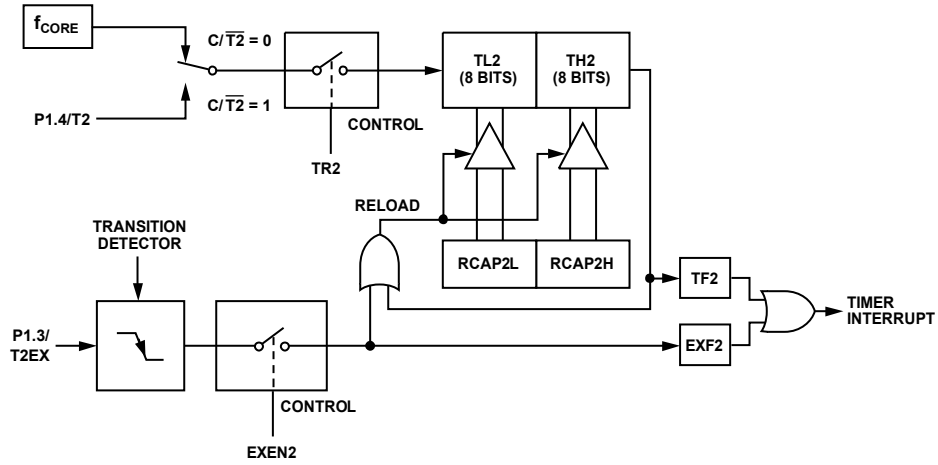 fCORE
C/T2 = 0
C/T2 = 1
P1.4/T2
CONTROL
TR2
TL2
(8 BITS)
TH2
(8 BITS)
RELOAD
TRANSITION
DETECTOR
RCAP2L
RCAP2H
TF2
TIMER
INTERRUPT
P1.3/
T2EX
EXF2
CONTROL
EXEN2